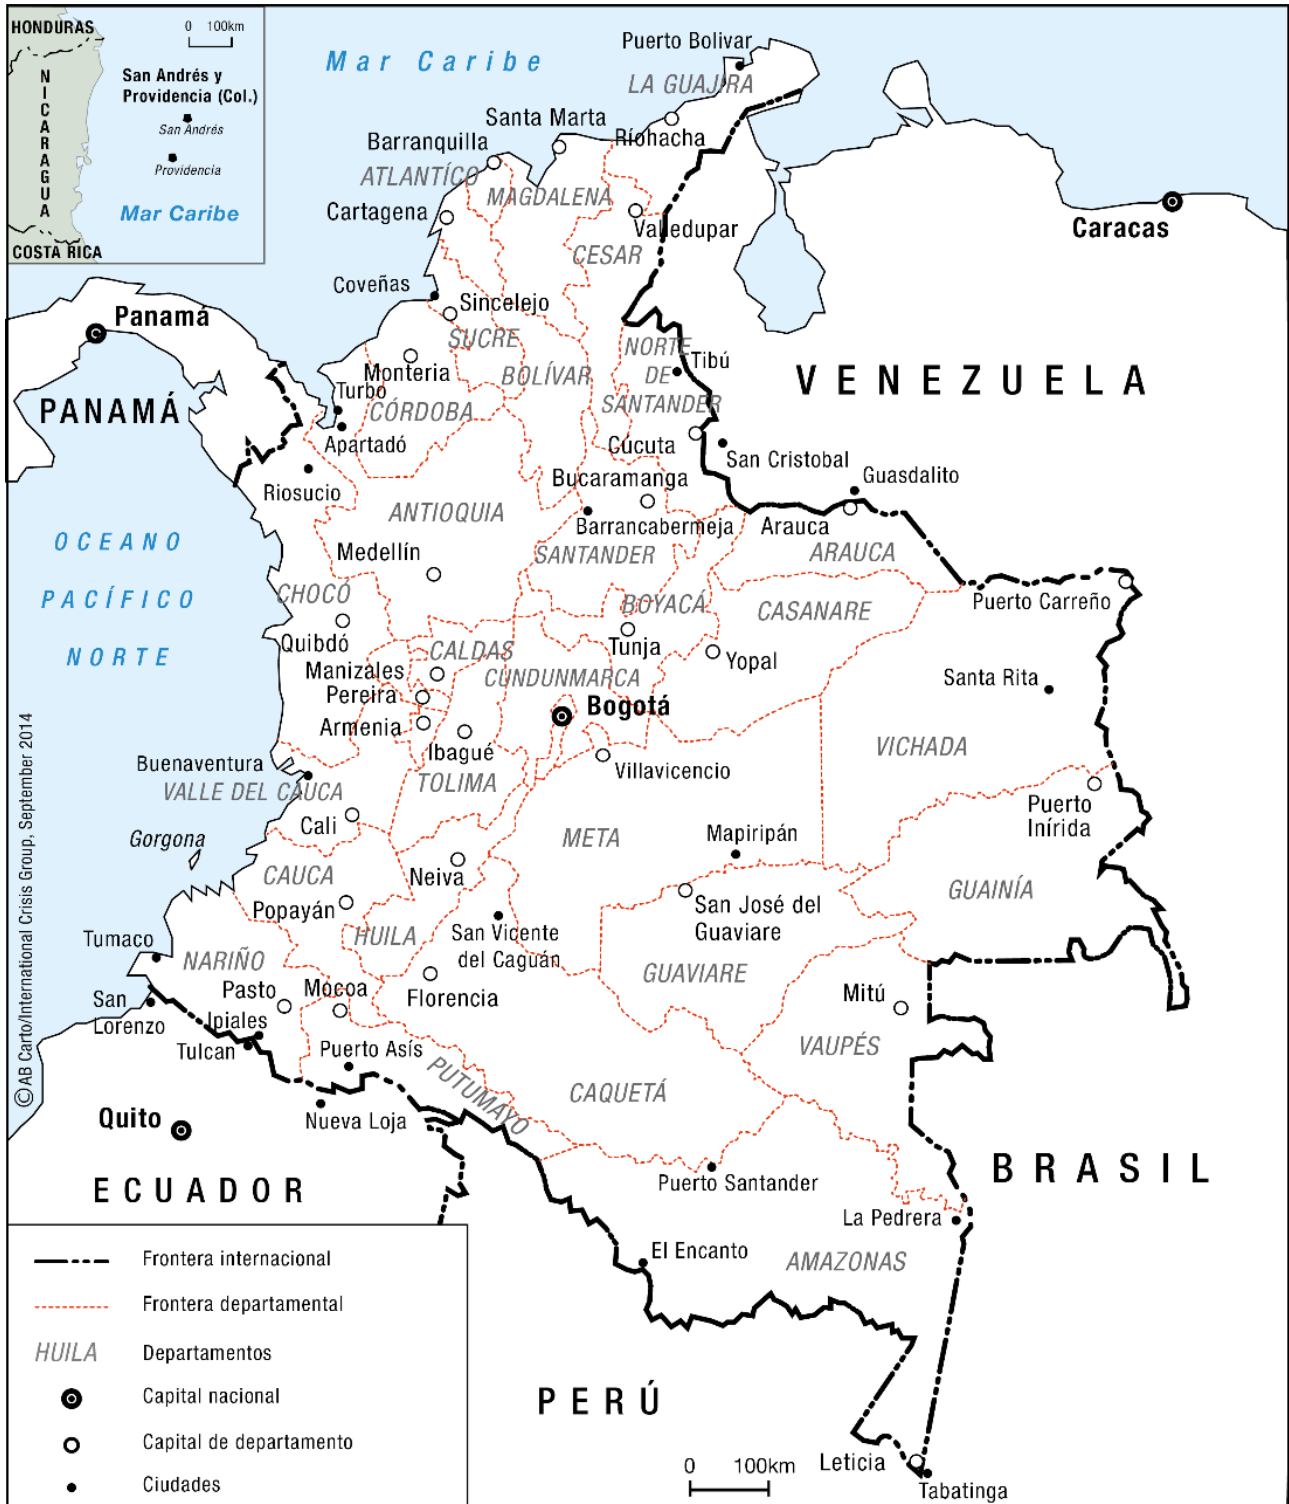 HONDURAS
0 100km
NICARAGUA
San Andrés y
Providencia (Col.)
San Andrés
Providencia
Mar Caribe
COSTA RICA
Mar Caribe
Puerto Bolivar
LA GUAJIRA
Santa Marta
Ríohacha
Barranquilla
ATLANTÍCO
MAGDALENA
Cartagena
Valledupar
CESAR
Caracas
Coveñas
Sincelejo
Panamá
SUCRE
NORTE
DE
SANTANDER
Tibú
Monteria
BOLÍVAR
VENEZUELA
Turbo
CÓRDOBA
PANAMÁ
Apartadó
Cúcuta
San Cristobal
Riosucio
Bucaramanga
Guasdalito
ANTIOQUIA
Barrancabermeja
Arauca
OCEANO
PACÍFICO
NORTE
Medellín
SANTANDER
ARAUCA
CHOCÓ
BOYACÁ
CASANARE
Puerto Carreño
Quibdó
CALDAS
Tunja
Yopal
Manizales
CUNDUNMARCA
Santa Rita
Pereira
Bogotá
Armenia
Ibagué
VICHADA
Buenaventura
Villavicencio
VALLE DEL CAUCA
TOLIMA
Puerto
Inírida
Cali
Gorgona
META
Mapiripán
CAUCA
Neiva
GUAINÍA
Popayán
San José del
Guaviare
HUILA
San Vicente
del Caguán
Tumaco
NARIÑO
GUAVIARE
Pasto
Mocoa
Florencia
Mitú
San
Lorenzo
Ipiales
Tulcan
VAUPÉS
Puerto Asís
PUTUMAYO
CAQUETÁ
Quito
Nueva Loja
BRASIL
ECUADOR
Puerto Santander
La Pedrera
El Encanto
AMAZONAS
PERÚ
Leticia
Tabatinga
0 100km
Frontera internacional
Frontera departamental
HUILA Departamentos
Capital nacional
Capital de departamento
Ciudades
©AB Carto/International Crisis Group, September 2014